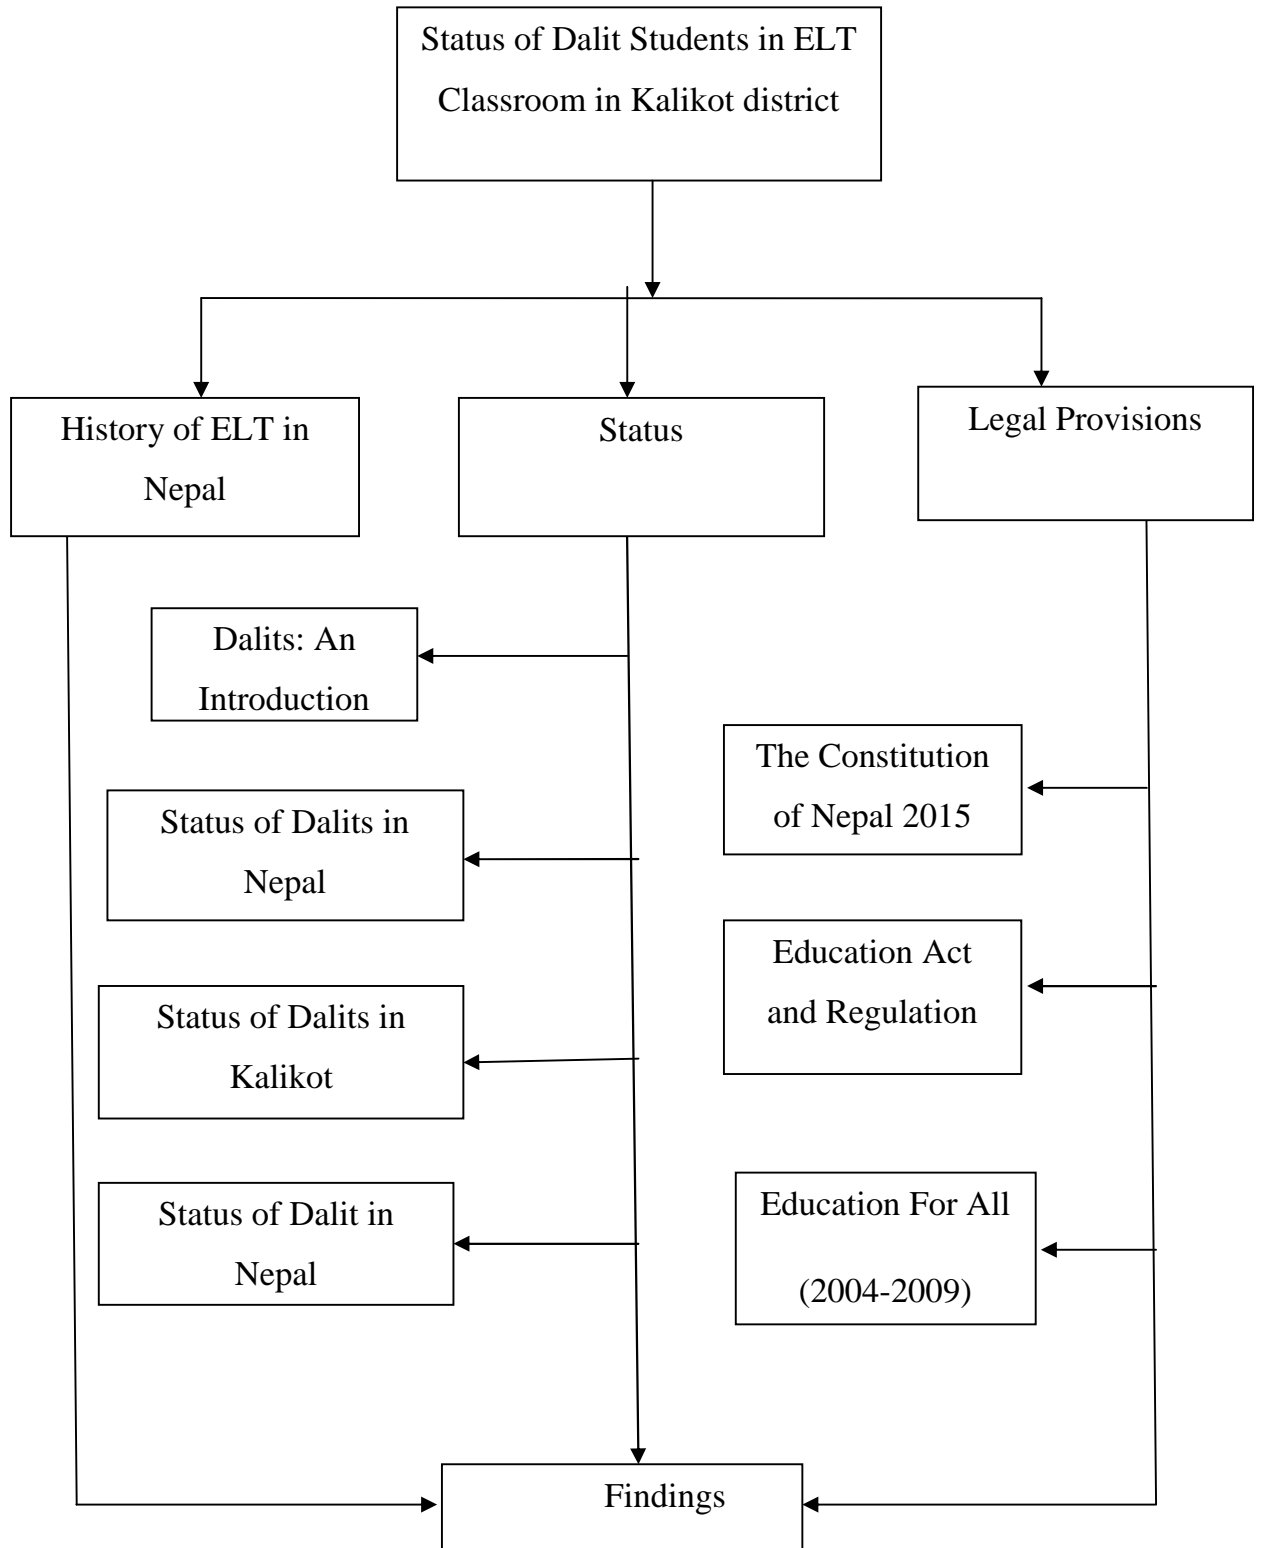 Status of Dalit Students in ELT
Classroom in Kalikot district
History of ELT in
Nepal
Status
Legal Provisions
Dalits: An
Introduction
Status of Dalits in
Nepal
Status of Dalits in
Kalikot
Status of Dalit in
Nepal
The Constitution
of Nepal 2015
Education Act
and Regulation
Education For All
(2004-2009)
Findings